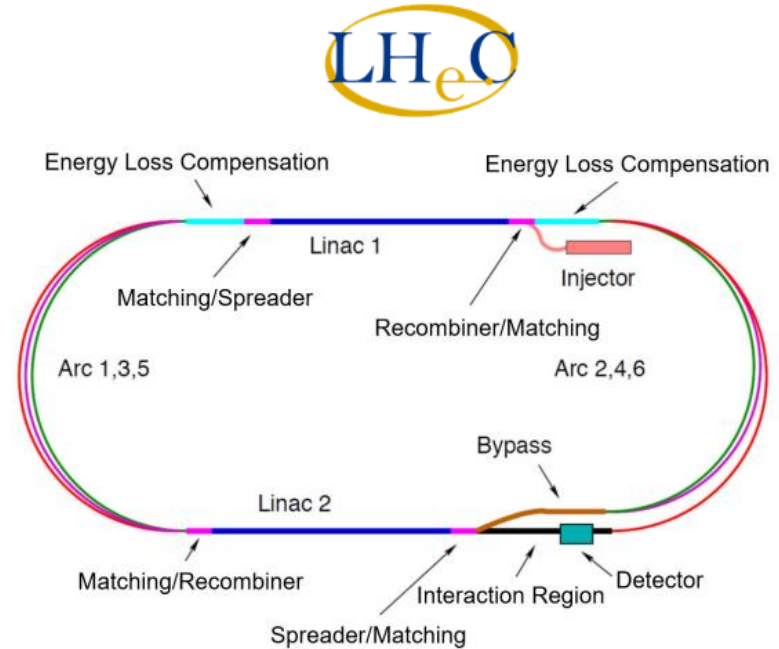 LHeC
Energy Loss Compensation
Energy Loss Compensation
Linac 1
Injector
Matching/Spreader
Recombiner/Matching
Arc 1,3,5
Arc 2,4,6
Bypass
Linac 2
Matching/Recombiner
Interaction Region
Detector
Spreader/Matching